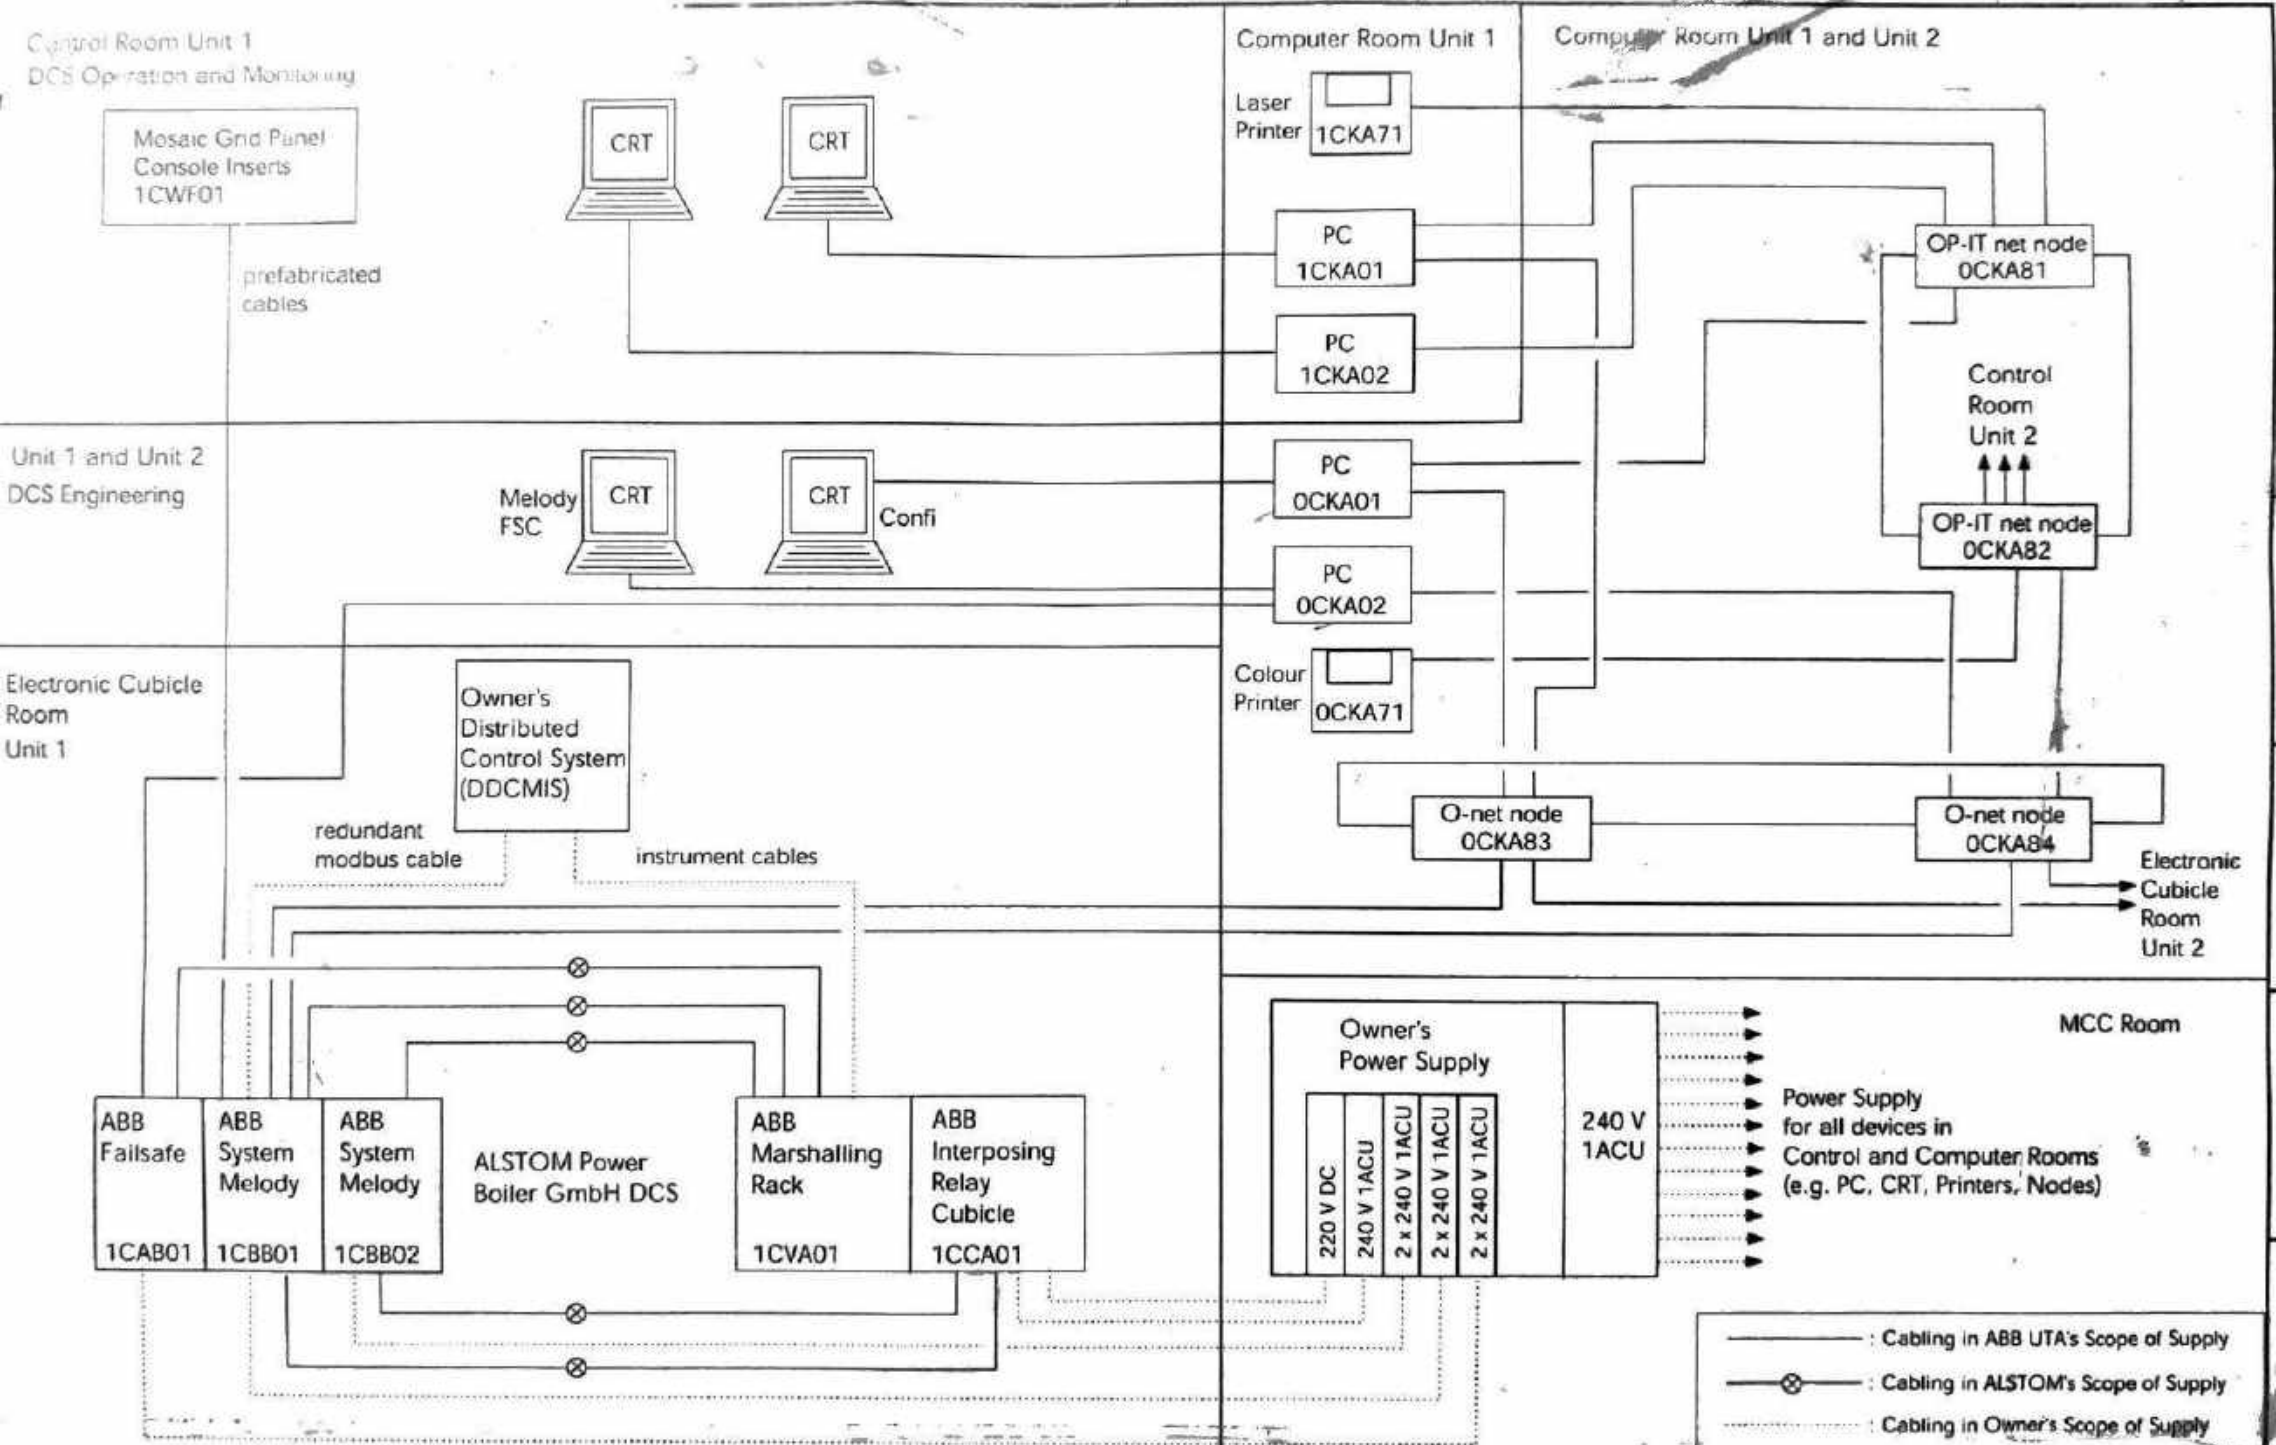 Control Room Unit 1
DCS Operation and Monitoring
Mosaic Grid Panel
Console Inserts
1CWF01
prefabricated
cables
CRT
CRT
Computer Room Unit 1
Laser
Printer
1CKA71
PC
1CKA01
PC
1CKA02
Computer Room Unit 1 and Unit 2
OP-IT net node
0CKA81
Control
Room
Unit 2
OP-IT net node
0CKA82
Unit 1 and Unit 2
DCS Engineering
Melody
FSC
CRT
CRT
Confi
PC
0CKA01
PC
0CKA02
Colour
Printer
0CKA71
O-net node
0CKA83
O-net node
0CKA84
Electronic
Cubicle
Room
Unit 2
Electronic Cubicle
Room
Unit 1
Owner's
Distributed
Control System
(DDCMIS)
redundant
modbus cable
instrument cables
ABB
Failsafe
1CAB01
ABB
System
Melody
1CBB01
ABB
System
Melody
1CBB02
ALSTOM Power
Boiler GmbH DCS
ABB
Marshalling
Rack
1CVA01
ABB
Interposing
Relay
Cubicle
1CCA01
Owner's
Power Supply
220 V DC
240 V 1ACU
2 x 240 V 1ACU
2 x 240 V 1ACU
2 x 240 V 1ACU
240 V
1ACU
MCC Room
Power Supply
for all devices in
Control and Computer Rooms
(e.g. PC, CRT, Printers, Nodes)
: Cabling in ABB UTA's Scope of Supply
: Cabling in ALSTOM's Scope of Supply
: Cabling in Owner's Scope of Supply